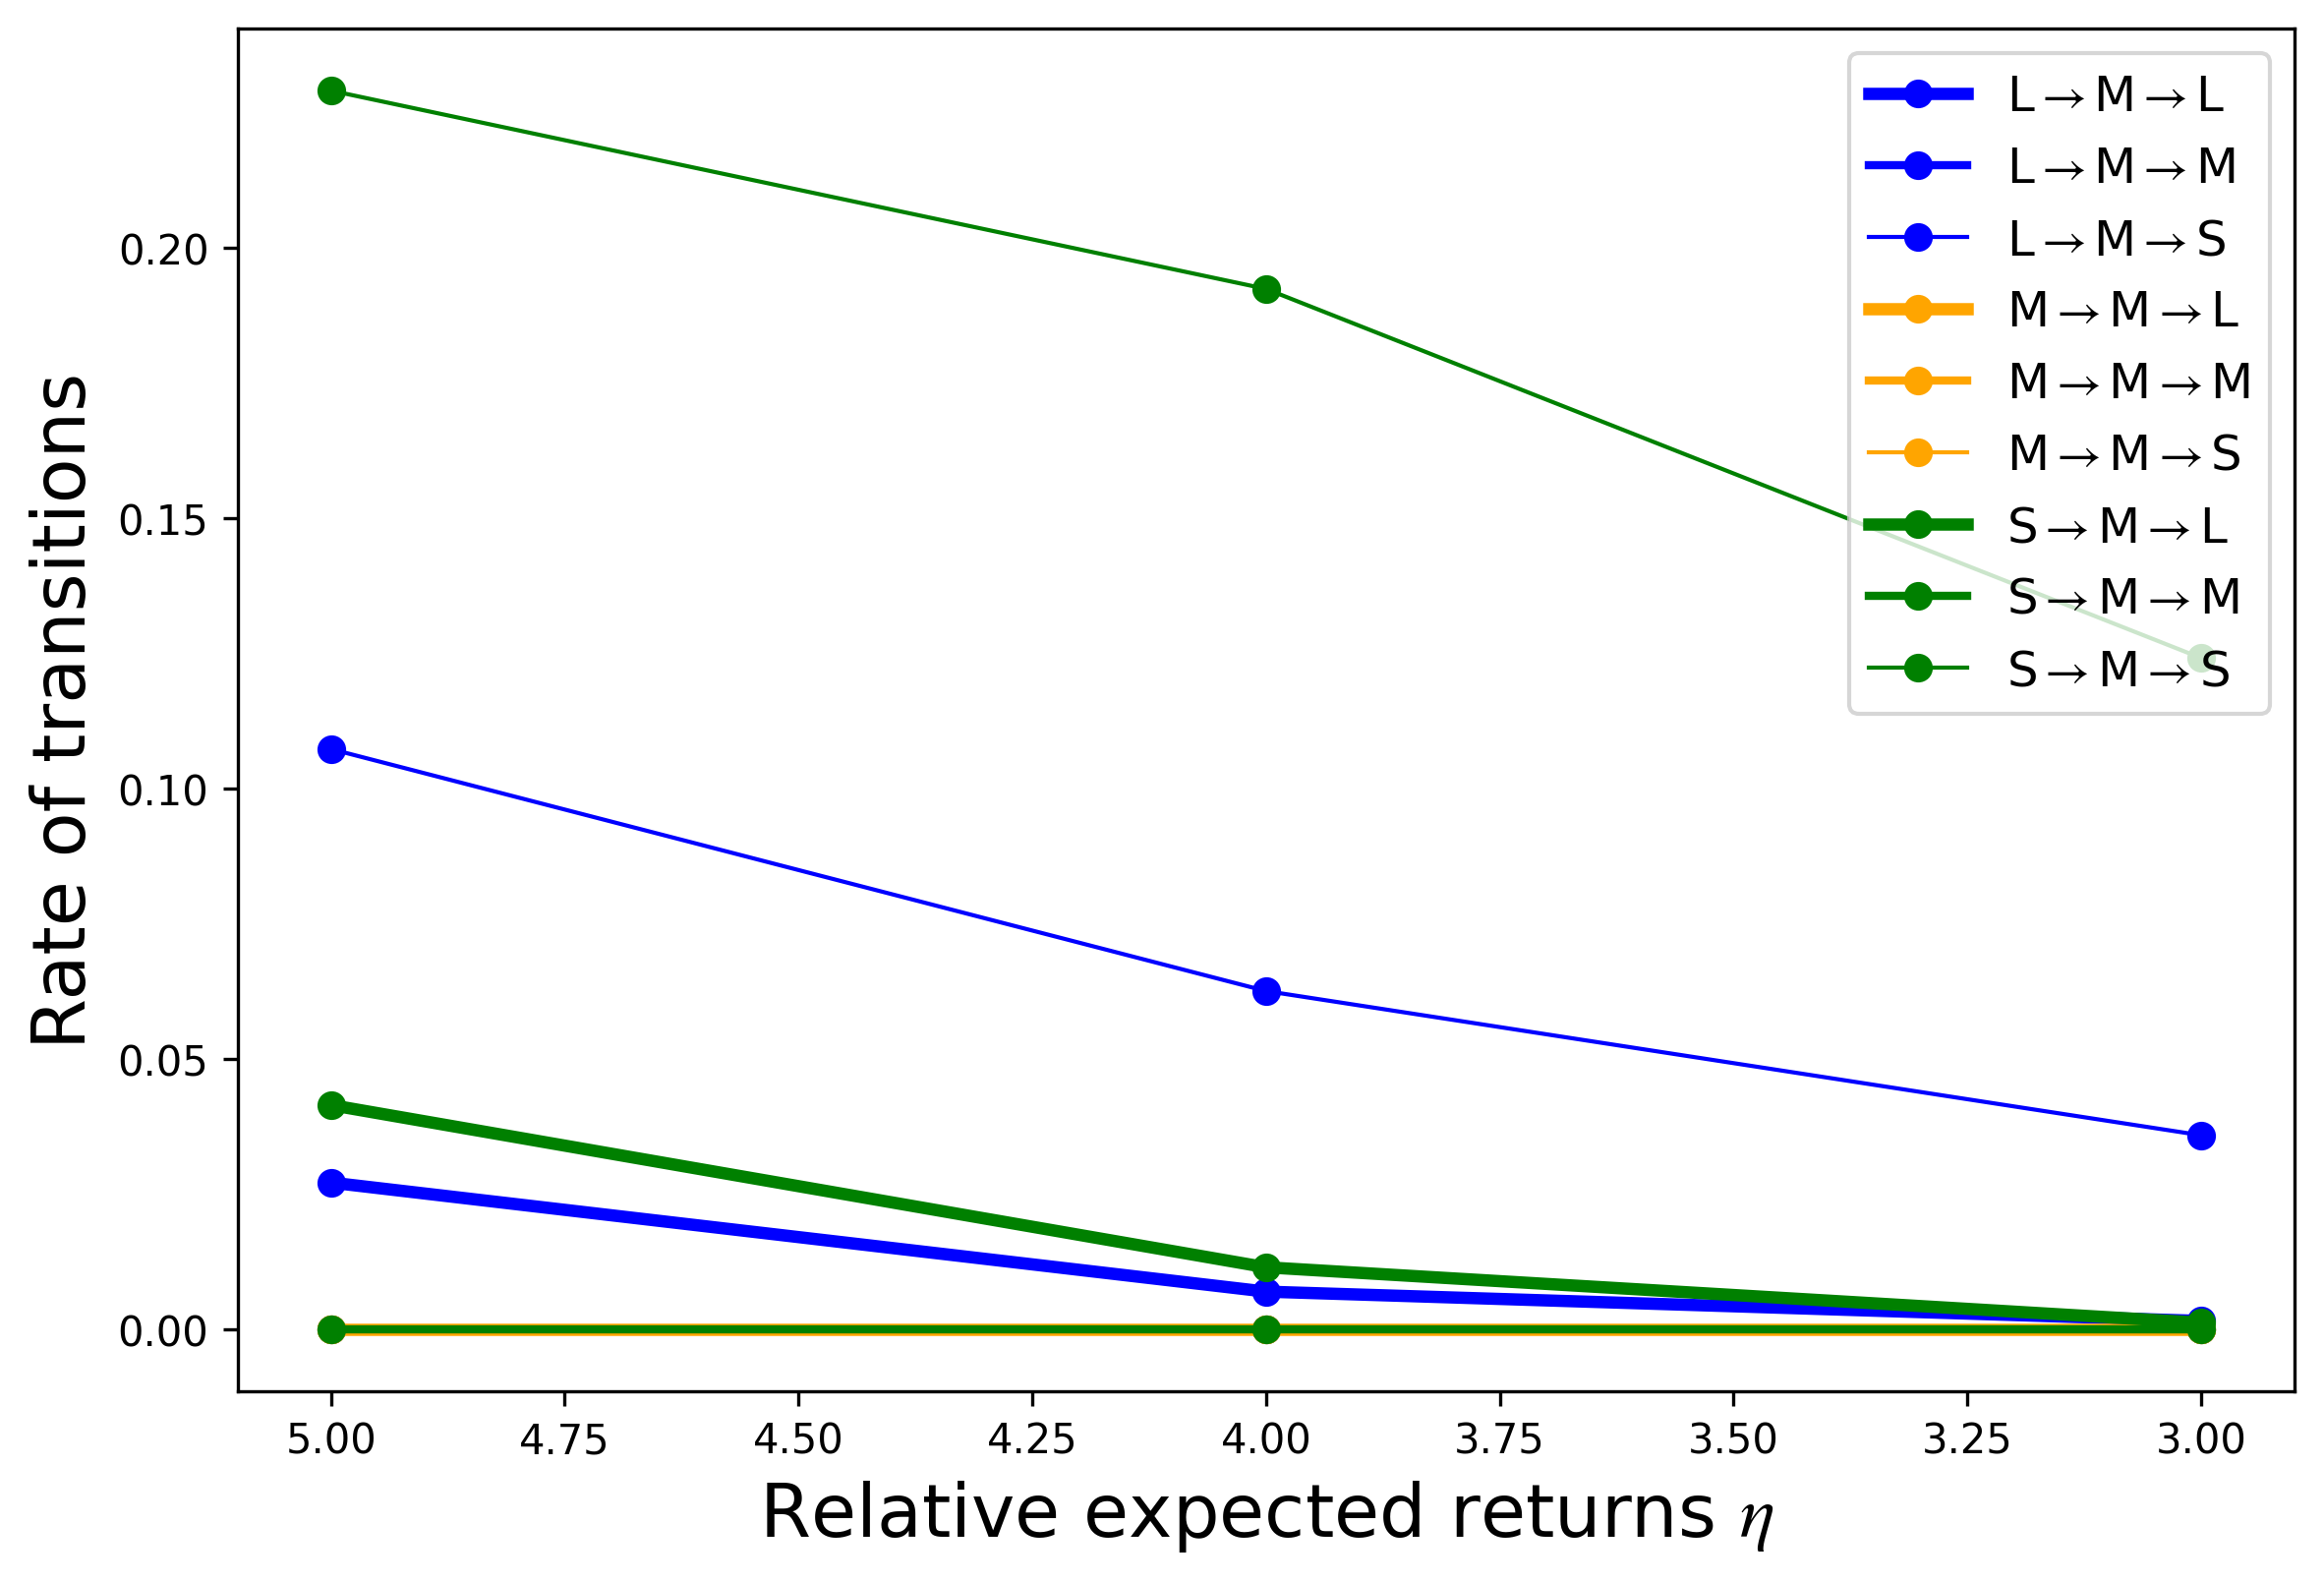 Rate of transitions
0.20
0.15
0.10
0.05
0.00
L→M→L
L→M→M
L→M→S
M→M→L
M→M→M
M→M→S
S→M→L
S→M→M
S→M→S
5.00 4.75 4.50 4.25 4.00 3.75 3.50 3.25 3.00
Relative expected returns η